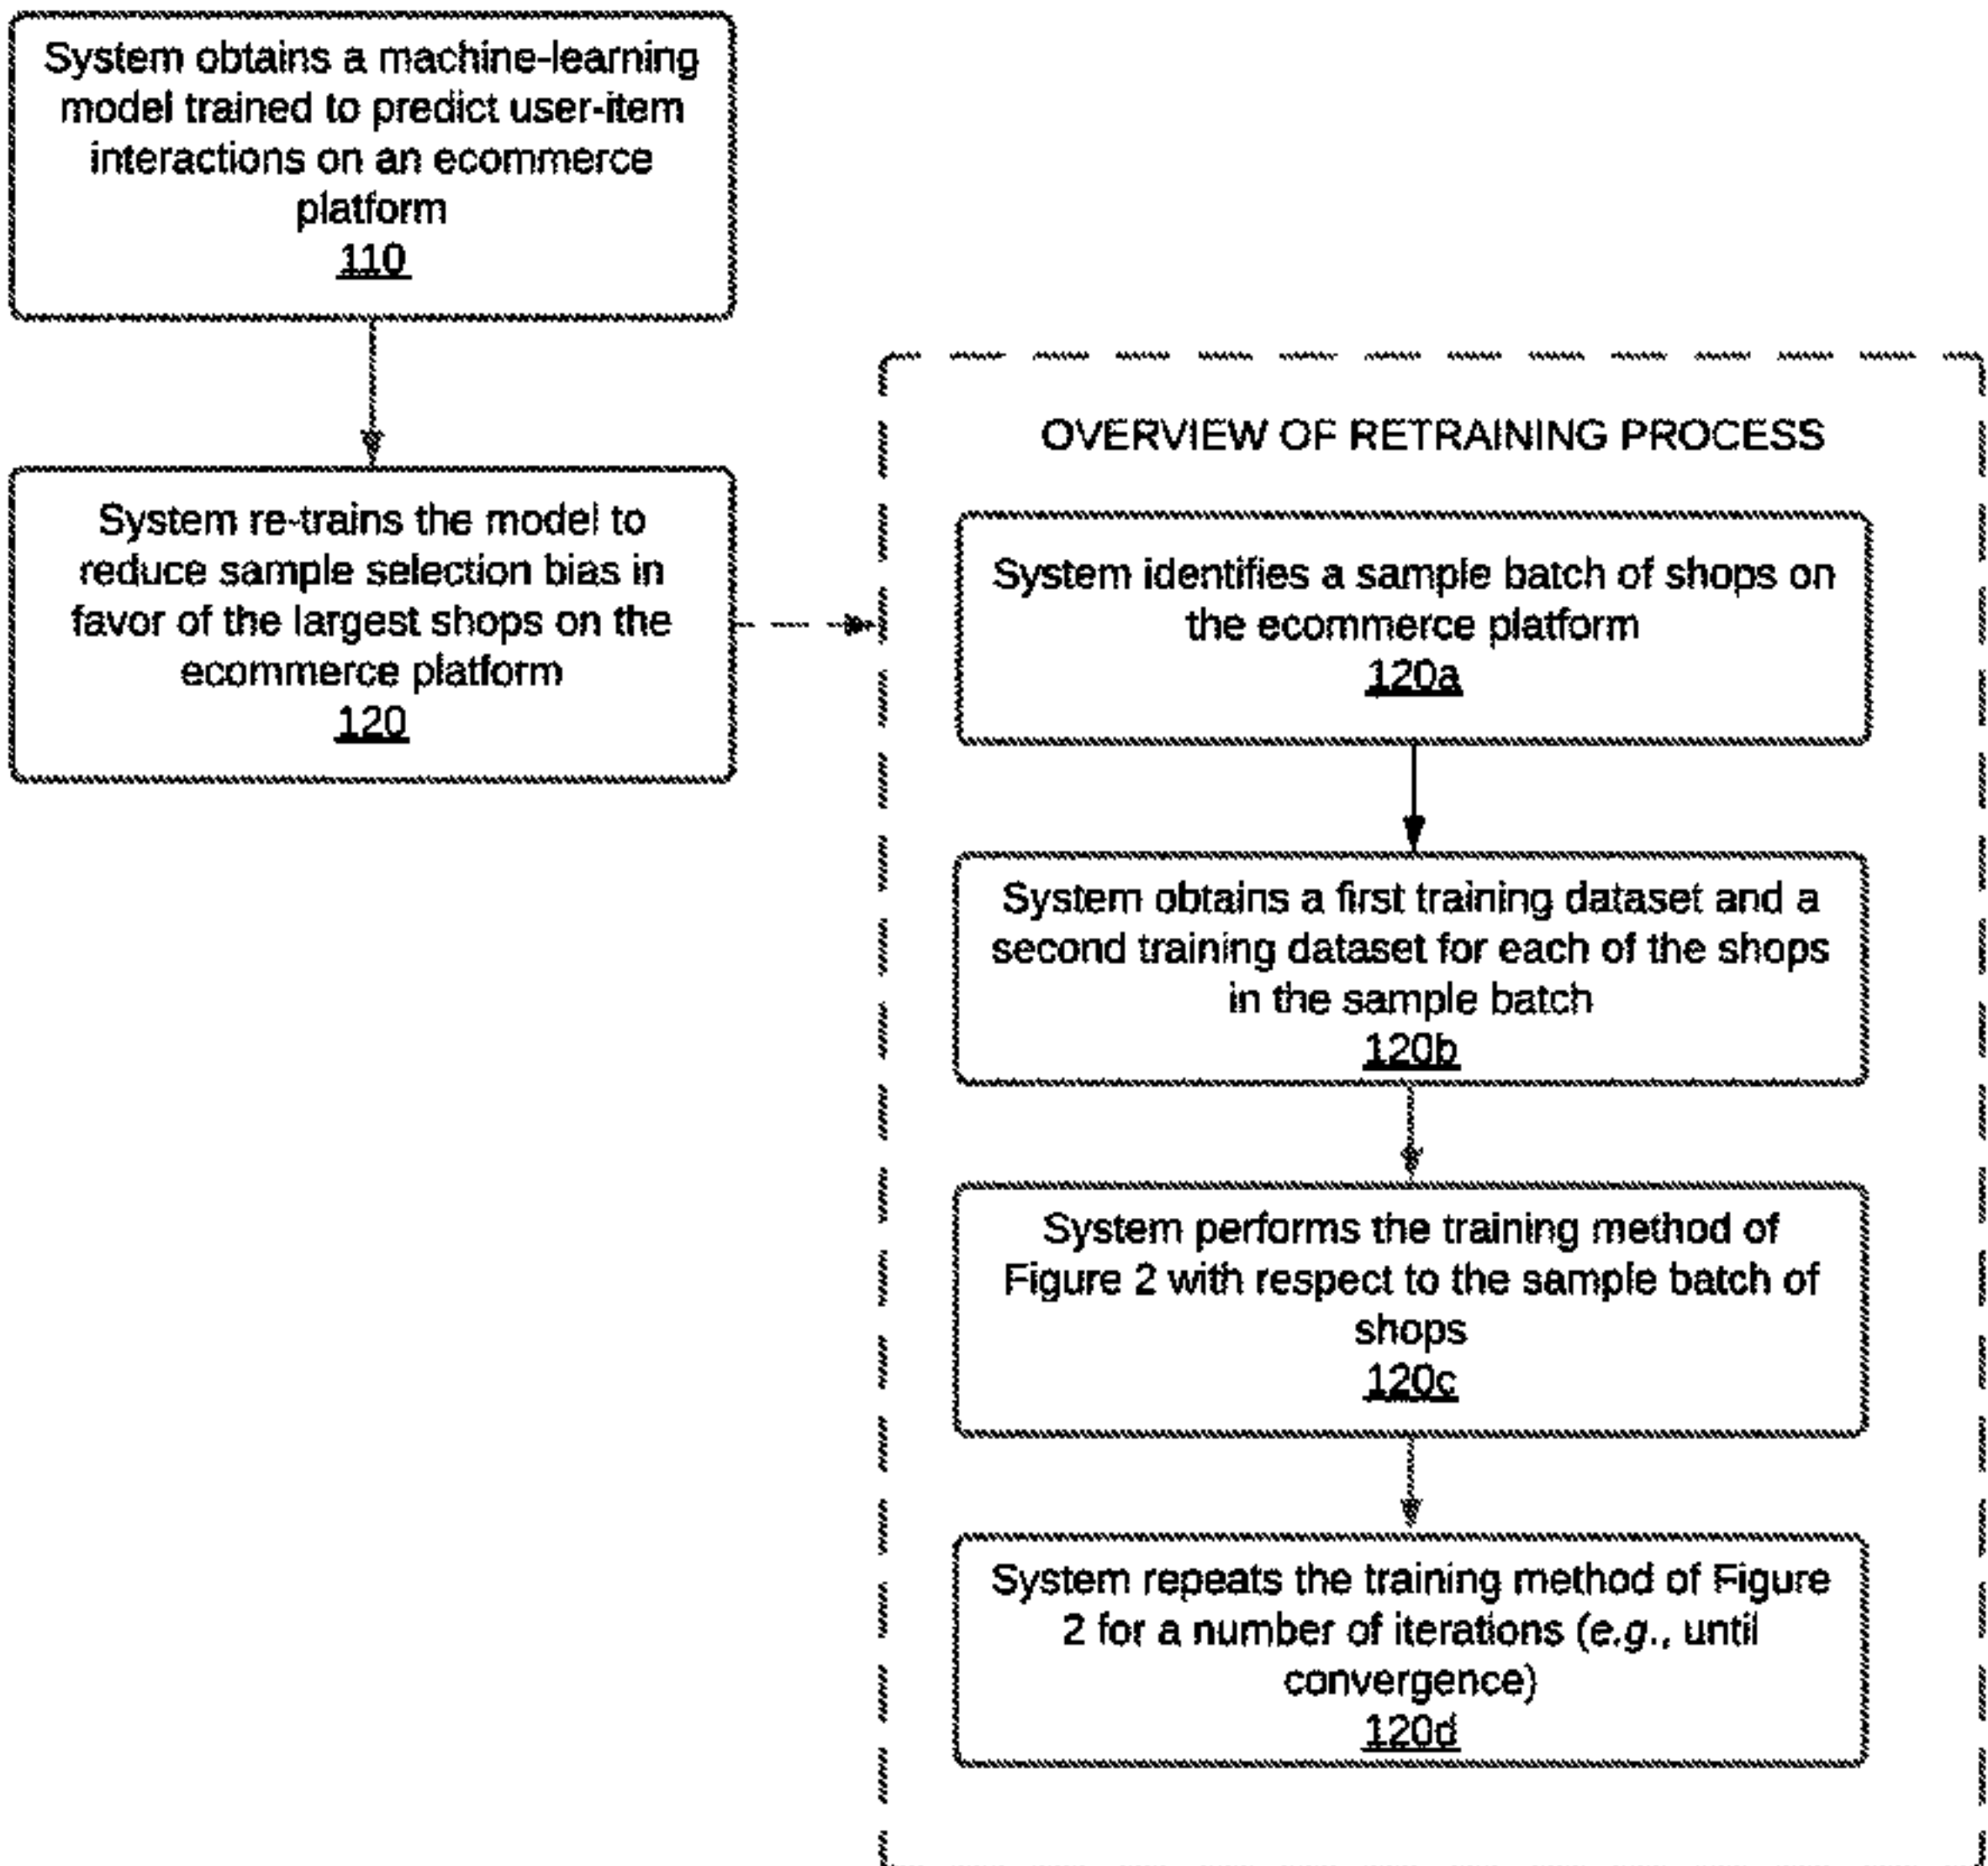 System obtains a machine-learning
model trained to predict user-item
interactions on an ecommerce
platform
110
System re-trains the model to
reduce sample selection bias in
favor of the largest shops on the
ecommerce platform
120
OVERVIEW OF RETRAINING PROCESS
System identifies a sample batch of shops on
the ecommerce platform
120a
System obtains a first training dataset and a
second training dataset for each of the shops
in the sample batch
120b
System performs the training method of
Figure 2 with respect to the sample batch of
shops
120c
System repeats the training method of Figure
2 for a number of iterations (e.g., until
convergence)
120d